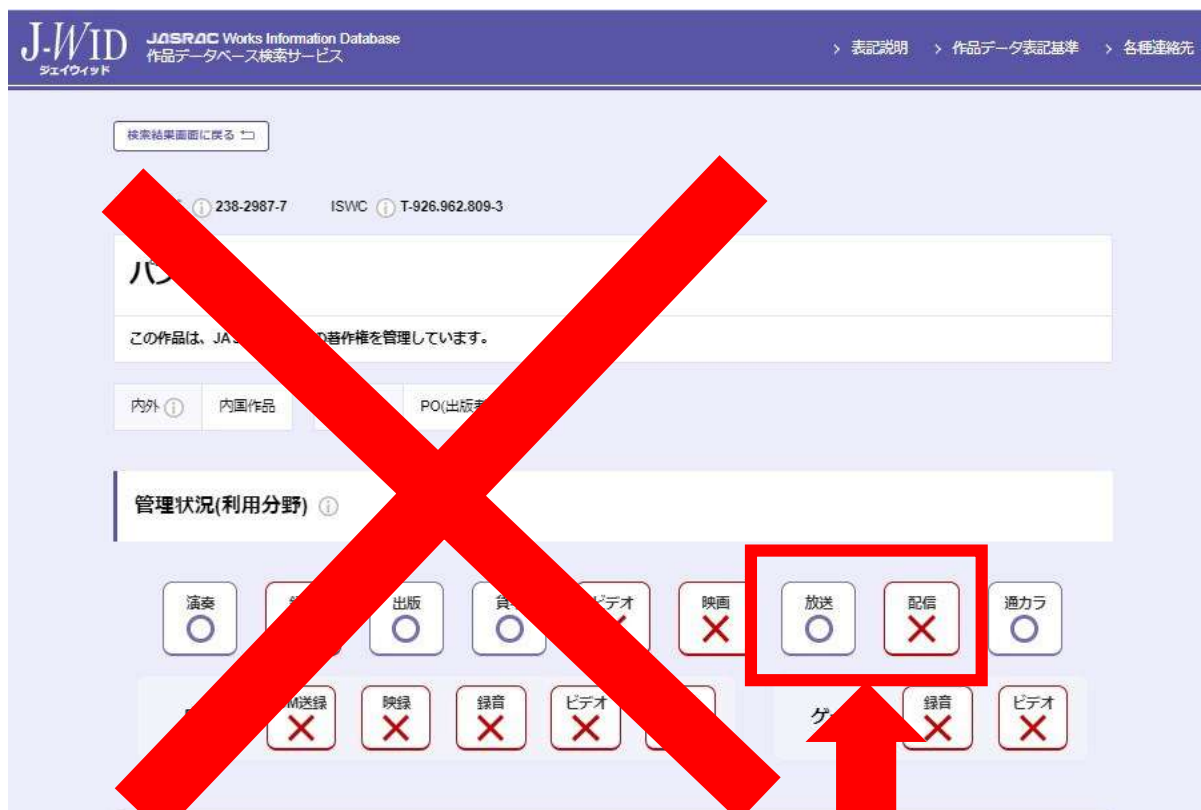 J-WID JASRAC Works Information Database
ジェイウィッド 作品データベース検索サービス
> 表記説明 > 作品データ表記基準 > 各種連絡先
検索結果画面に戻る
238-2987-7 ISWC T-926.962.809-3
この作品は、JAS の著作権を管理しています。
内外 内国作品 PO(出版者
管理状況(利用分野)
演奏 出版 ビデオ 映画 放送 配信 通カラ
M送録 映録 録音 ビデオ 録音 ビデオ